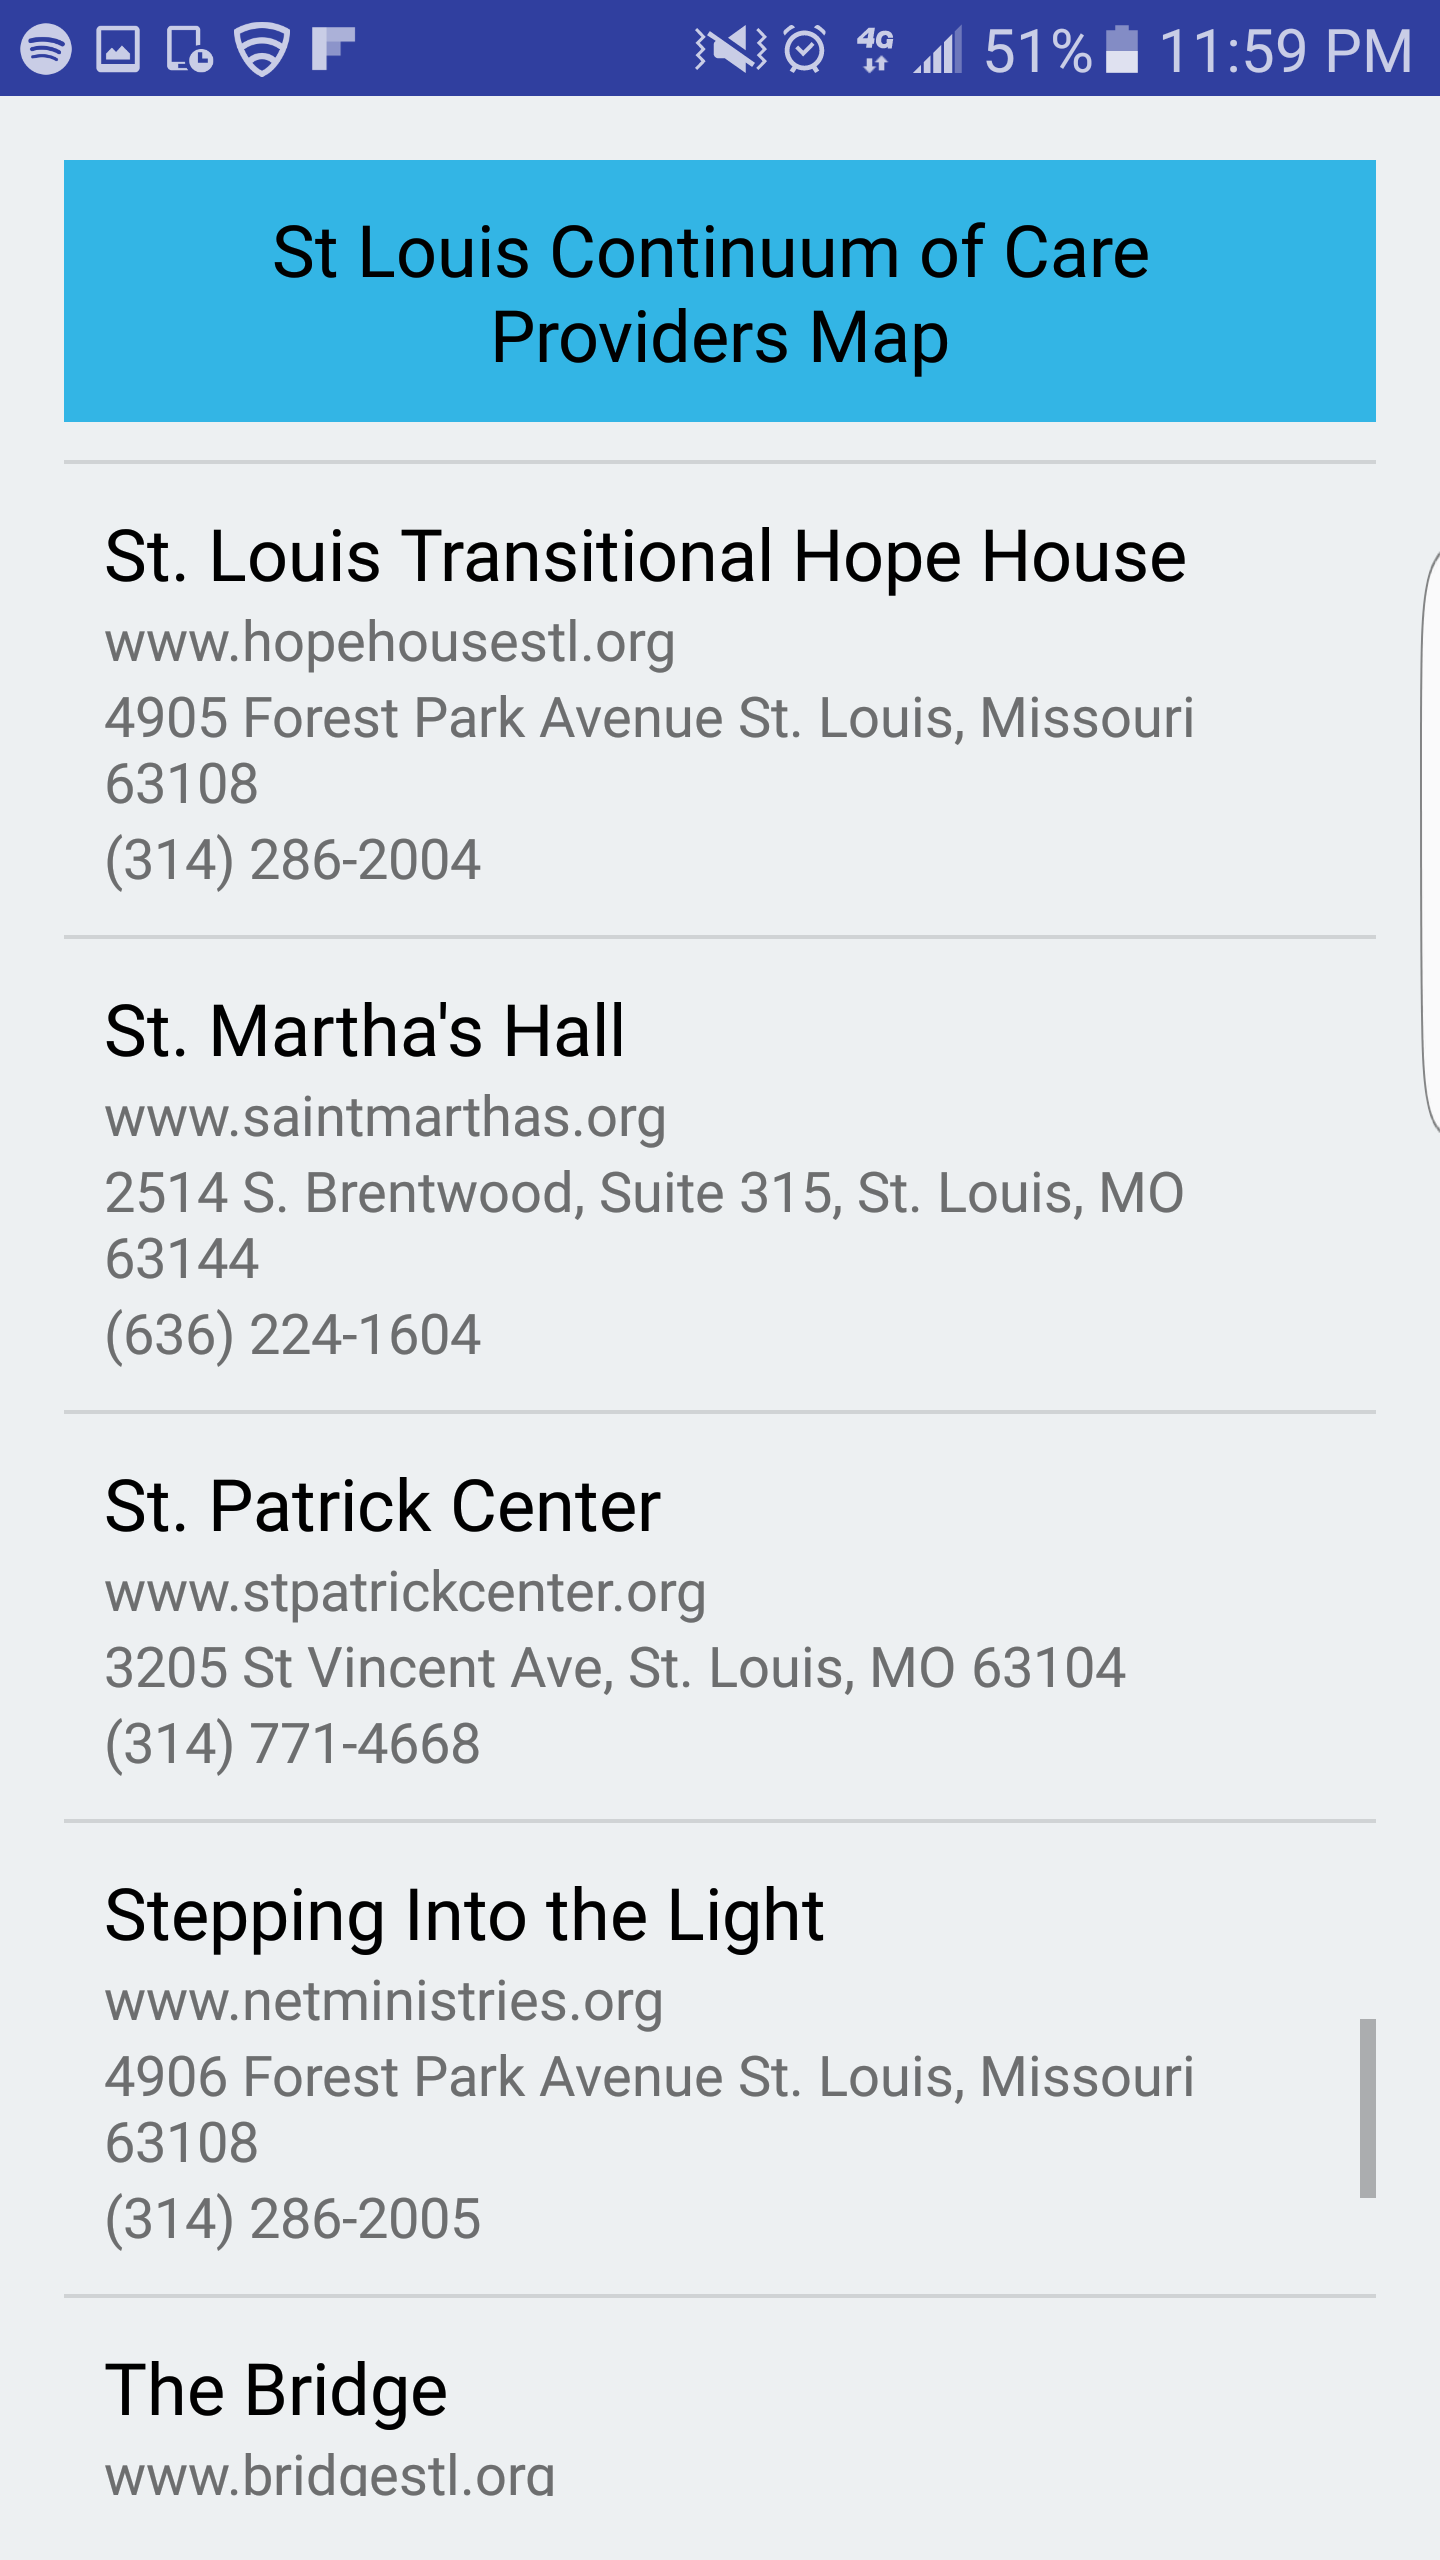 4G 51% 11:59 PM
St Louis Continuum of Care
Providers Map
St. Louis Transitional Hope House
www.hopehousestl.org
4905 Forest Park Avenue St. Louis, Missouri
63108
(314) 286-2004
St. Martha's Hall
www.saintmarthas.org
2514 S. Brentwood, Suite 315, St. Louis, MO
63144
(636) 224-1604
St. Patrick Center
www.stpatrickcenter.org
3205 St Vincent Ave, St. Louis, MO 63104
(314) 771-4668
Stepping Into the Light
www.netministries.org
4906 Forest Park Avenue St. Louis, Missouri
63108
(314) 286-2005
The Bridge
www.bridgestl.org